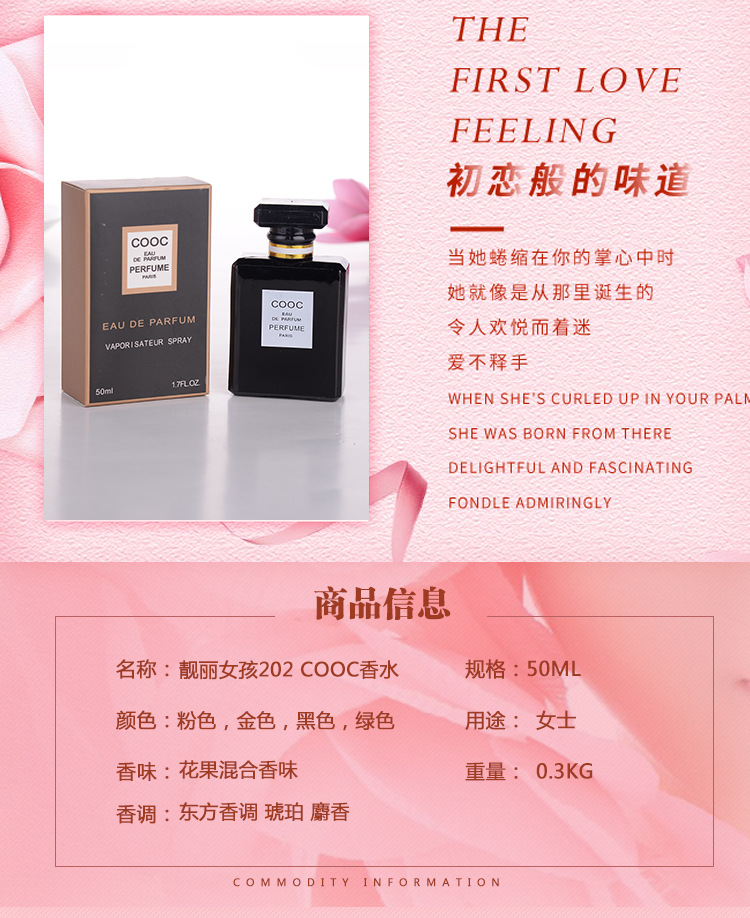 THE
FIRST LOVE
FEELING
初恋般的味道
当她蜷缩在你的掌心中时
她就像是从那里诞生的
令人欢悦而着迷
爱不释手
WHEN SHE'S CURLED UP IN YOUR PALM
SHE WAS BORN FROM THERE
DELIGHTFUL AND FASCINATING
FONDLE ADMIRINGLY
COOC
EAU
DE PARFUM
PERFUME
PARIS
EAU DE PARFUM
VAPORISATEUR SPRAY
50ml 1.7FL.OZ.
COOC
EAU
DE PARFUM
PERFUME
PARIS
商品信息
名称：靓丽女孩202 COOC香水 规格：50ML
颜色：粉色，金色，黑色，绿色 用途： 女士
香味：花果混合香味 重量： 0.3KG
香调：东方香调 琥珀 麝香
COMMODITY INFORMATION